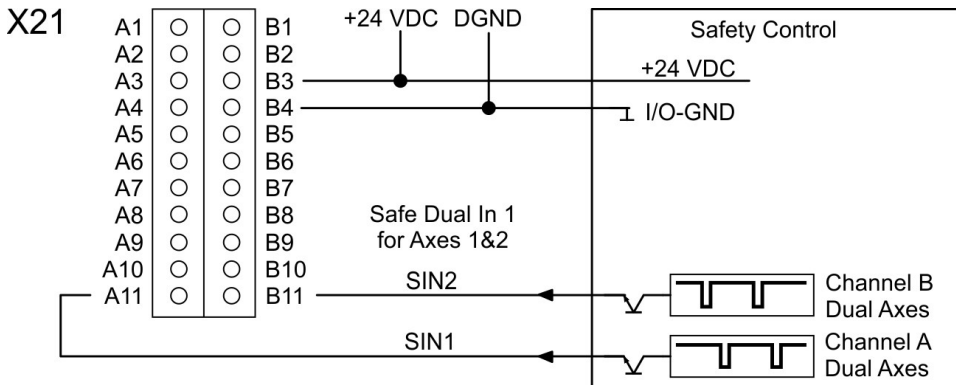 X21
+24 VDC DGND
Safety Control
A1 B1
A2 B2
A3 B3
+24 VDC
A4 B4
I/O-GND
A5 B5
A6 B6
A7 B7
A8 B8
A9 B9
A10 B10
A11 B11
Safe Dual In 1
for Axes 1&2
SIN2
Channel B
Dual Axes
SIN1
Channel A
Dual Axes